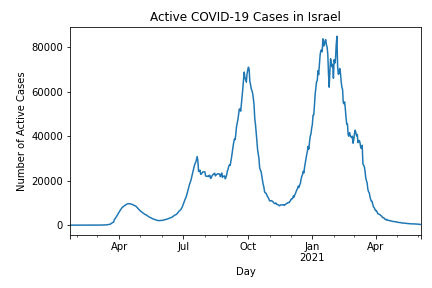 Active COVID-19 Cases in Israel
80000
60000
40000
20000
0
Number of Active Cases
Apr Jul Oct Jan Apr
2021
Day